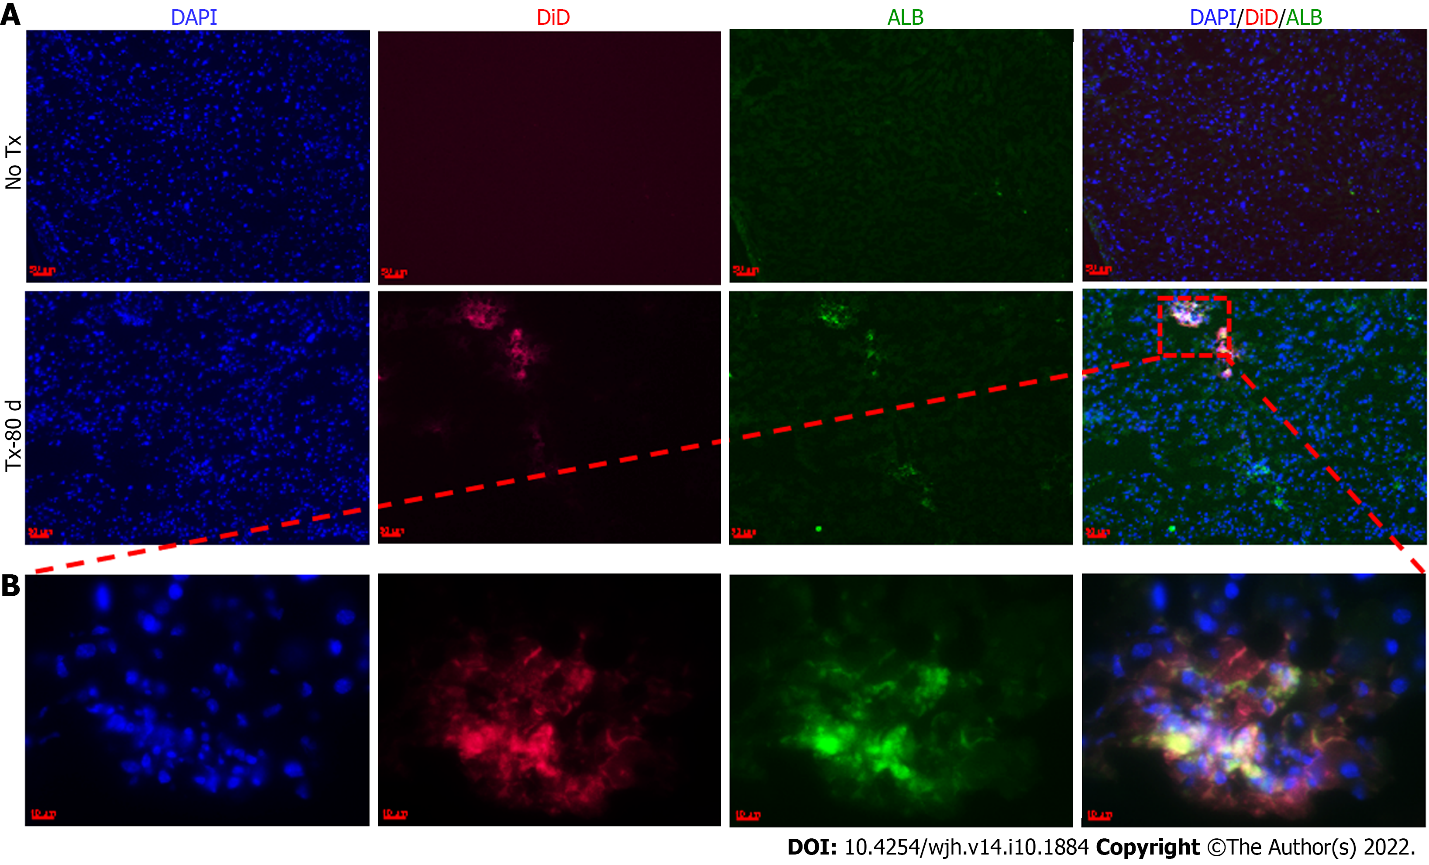 A
DAPI DiD ALB DAPI/DiD/ALB
No Tx
Tx-80 d
B
DOI: 10.4254/wjh.v14.i10.1884 Copyright ©The Author(s) 2022.